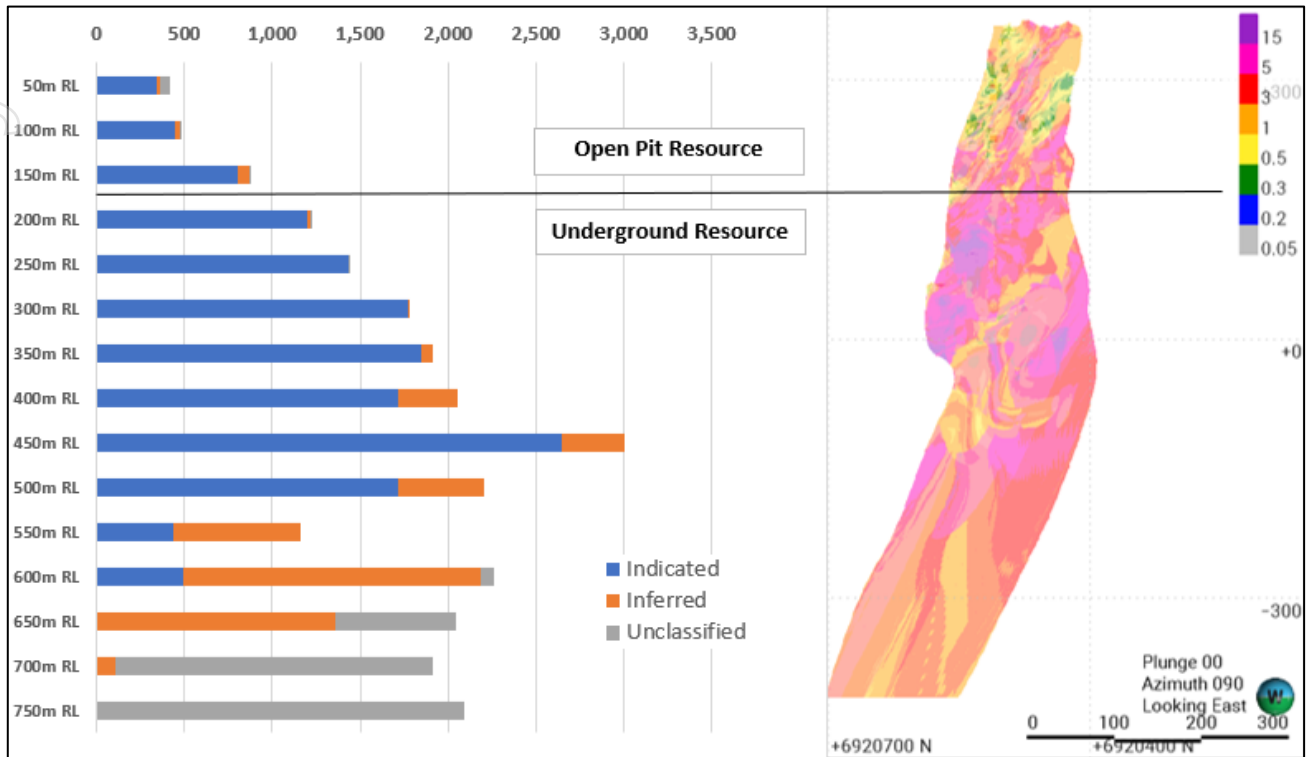 0 500 1,000 1,500 2,000 2,500 3,000 3,500
50m RL
100m RL
150m RL
200m RL
250m RL
300m RL
350m RL
400m RL
450m RL
500m RL
550m RL
600m RL
650m RL
700m RL
750m RL
Open Pit Resource
Underground Resource
Indicated
Inferred
Unclassified
15
5
3
1
0.5
0.3
0.2
0.05
+300
+0
-300
Plunge 00
Azimuth 090
Looking East
W
0 100 200 300
+6920700 N +6920400 N